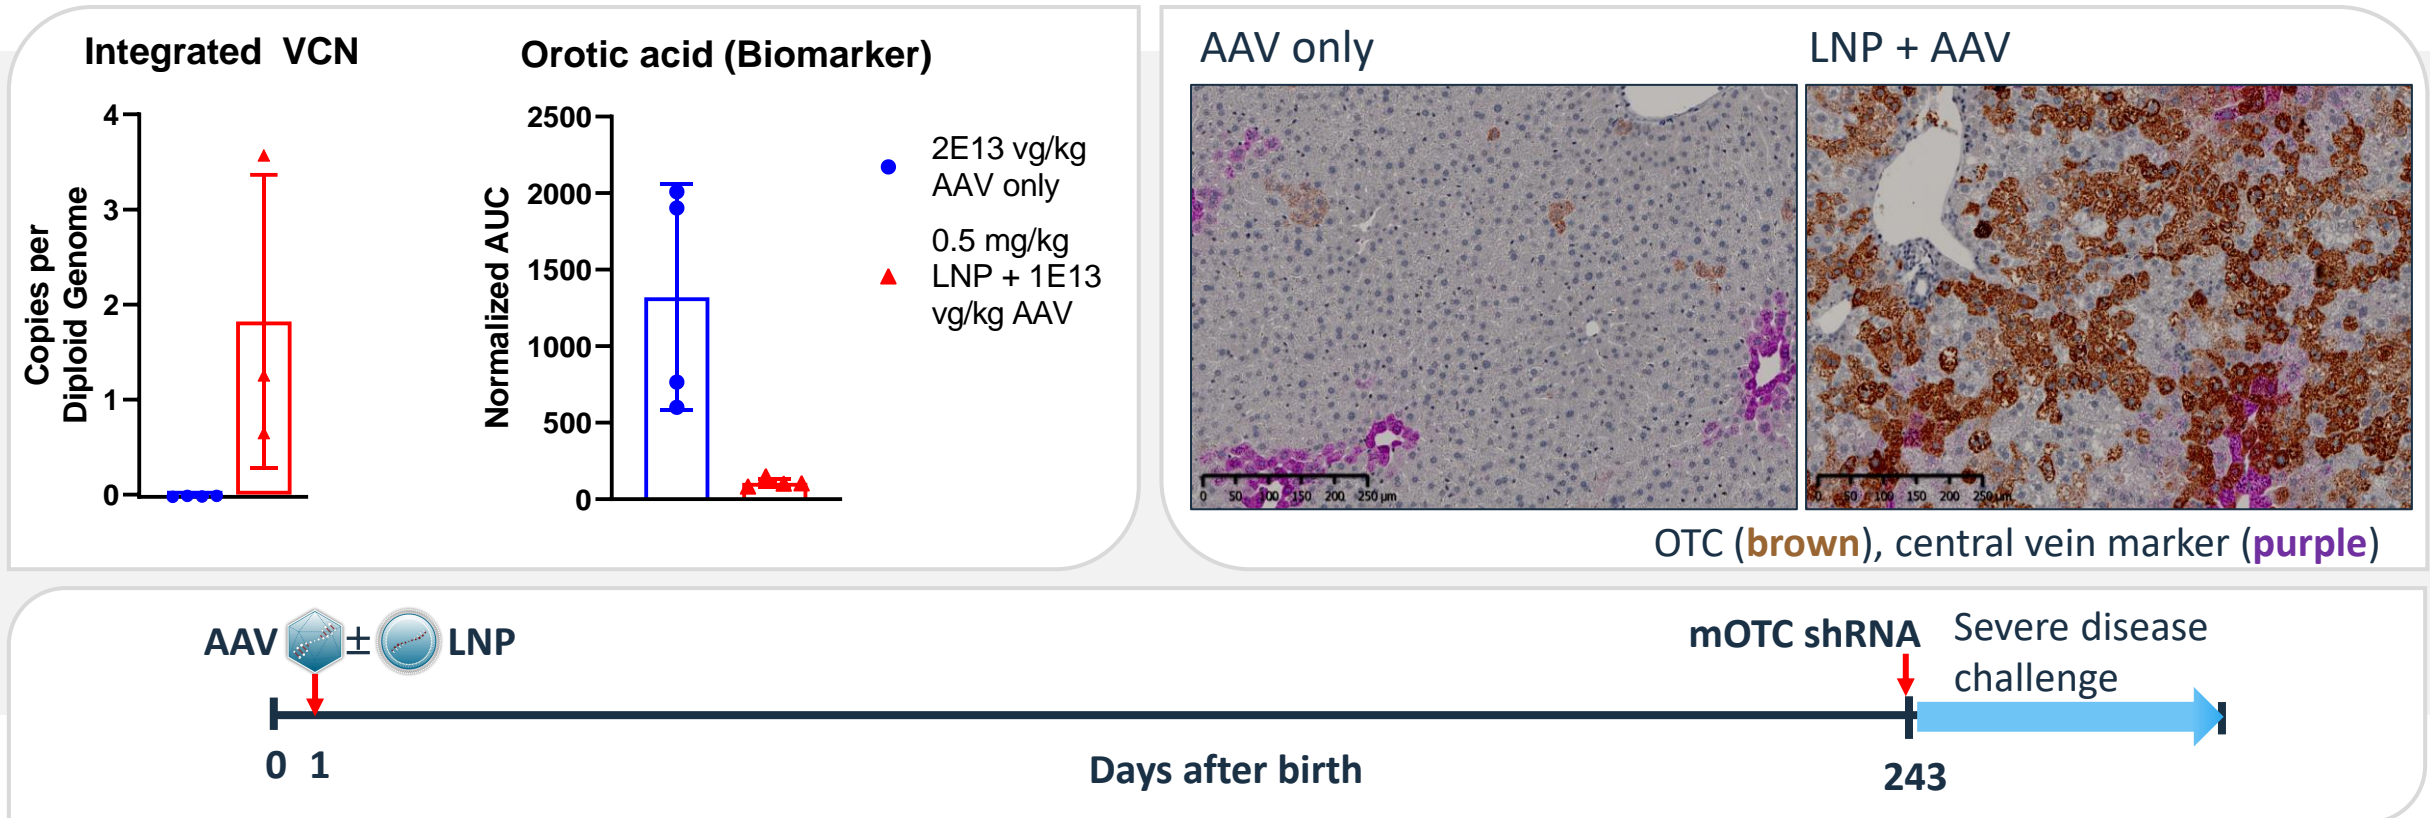 Integrated VCN
Copies per
Diploid Genome
4
3
2
1
0
Orotic acid (Biomarker)
Normalized AUC
2500
2000
1500
1000
500
0
2E13 vg/kg
AAV only
0.5 mg/kg
LNP + 1E13
vg/kg AAV
AAV only
0 50 100 150 200 250 µm
LNP + AAV
0 50 100 150 200 250 µm
OTC (brown), central vein marker (purple)
AAV ± LNP
mOTC shRNA
Severe disease
challenge
0 1
Days after birth
243